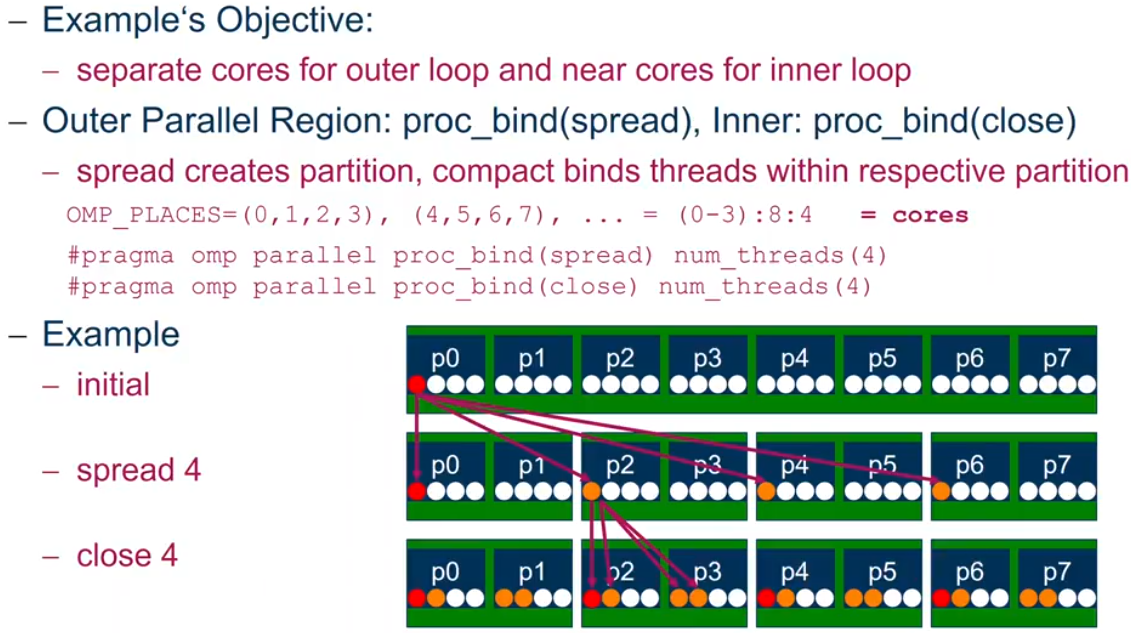 – Example‘s Objective:
– separate cores for outer loop and near cores for inner loop
– Outer Parallel Region: proc_bind(spread), Inner: proc_bind(close)
– spread creates partition, compact binds threads within respective partition
OMP_PLACES=(0,1,2,3), (4,5,6,7), ... = (0-3):8:4 = cores
#pragma omp parallel proc_bind(spread) num_threads(4)
#pragma omp parallel proc_bind(close) num_threads(4)
– Example
– initial
p0 p1 p2 p3 p4 p5 p6 p7
– spread 4
p0 p1 p2 p3 p4 p5 p6 p7
– close 4
p0 p1 p2 p3 p4 p5 p6 p7